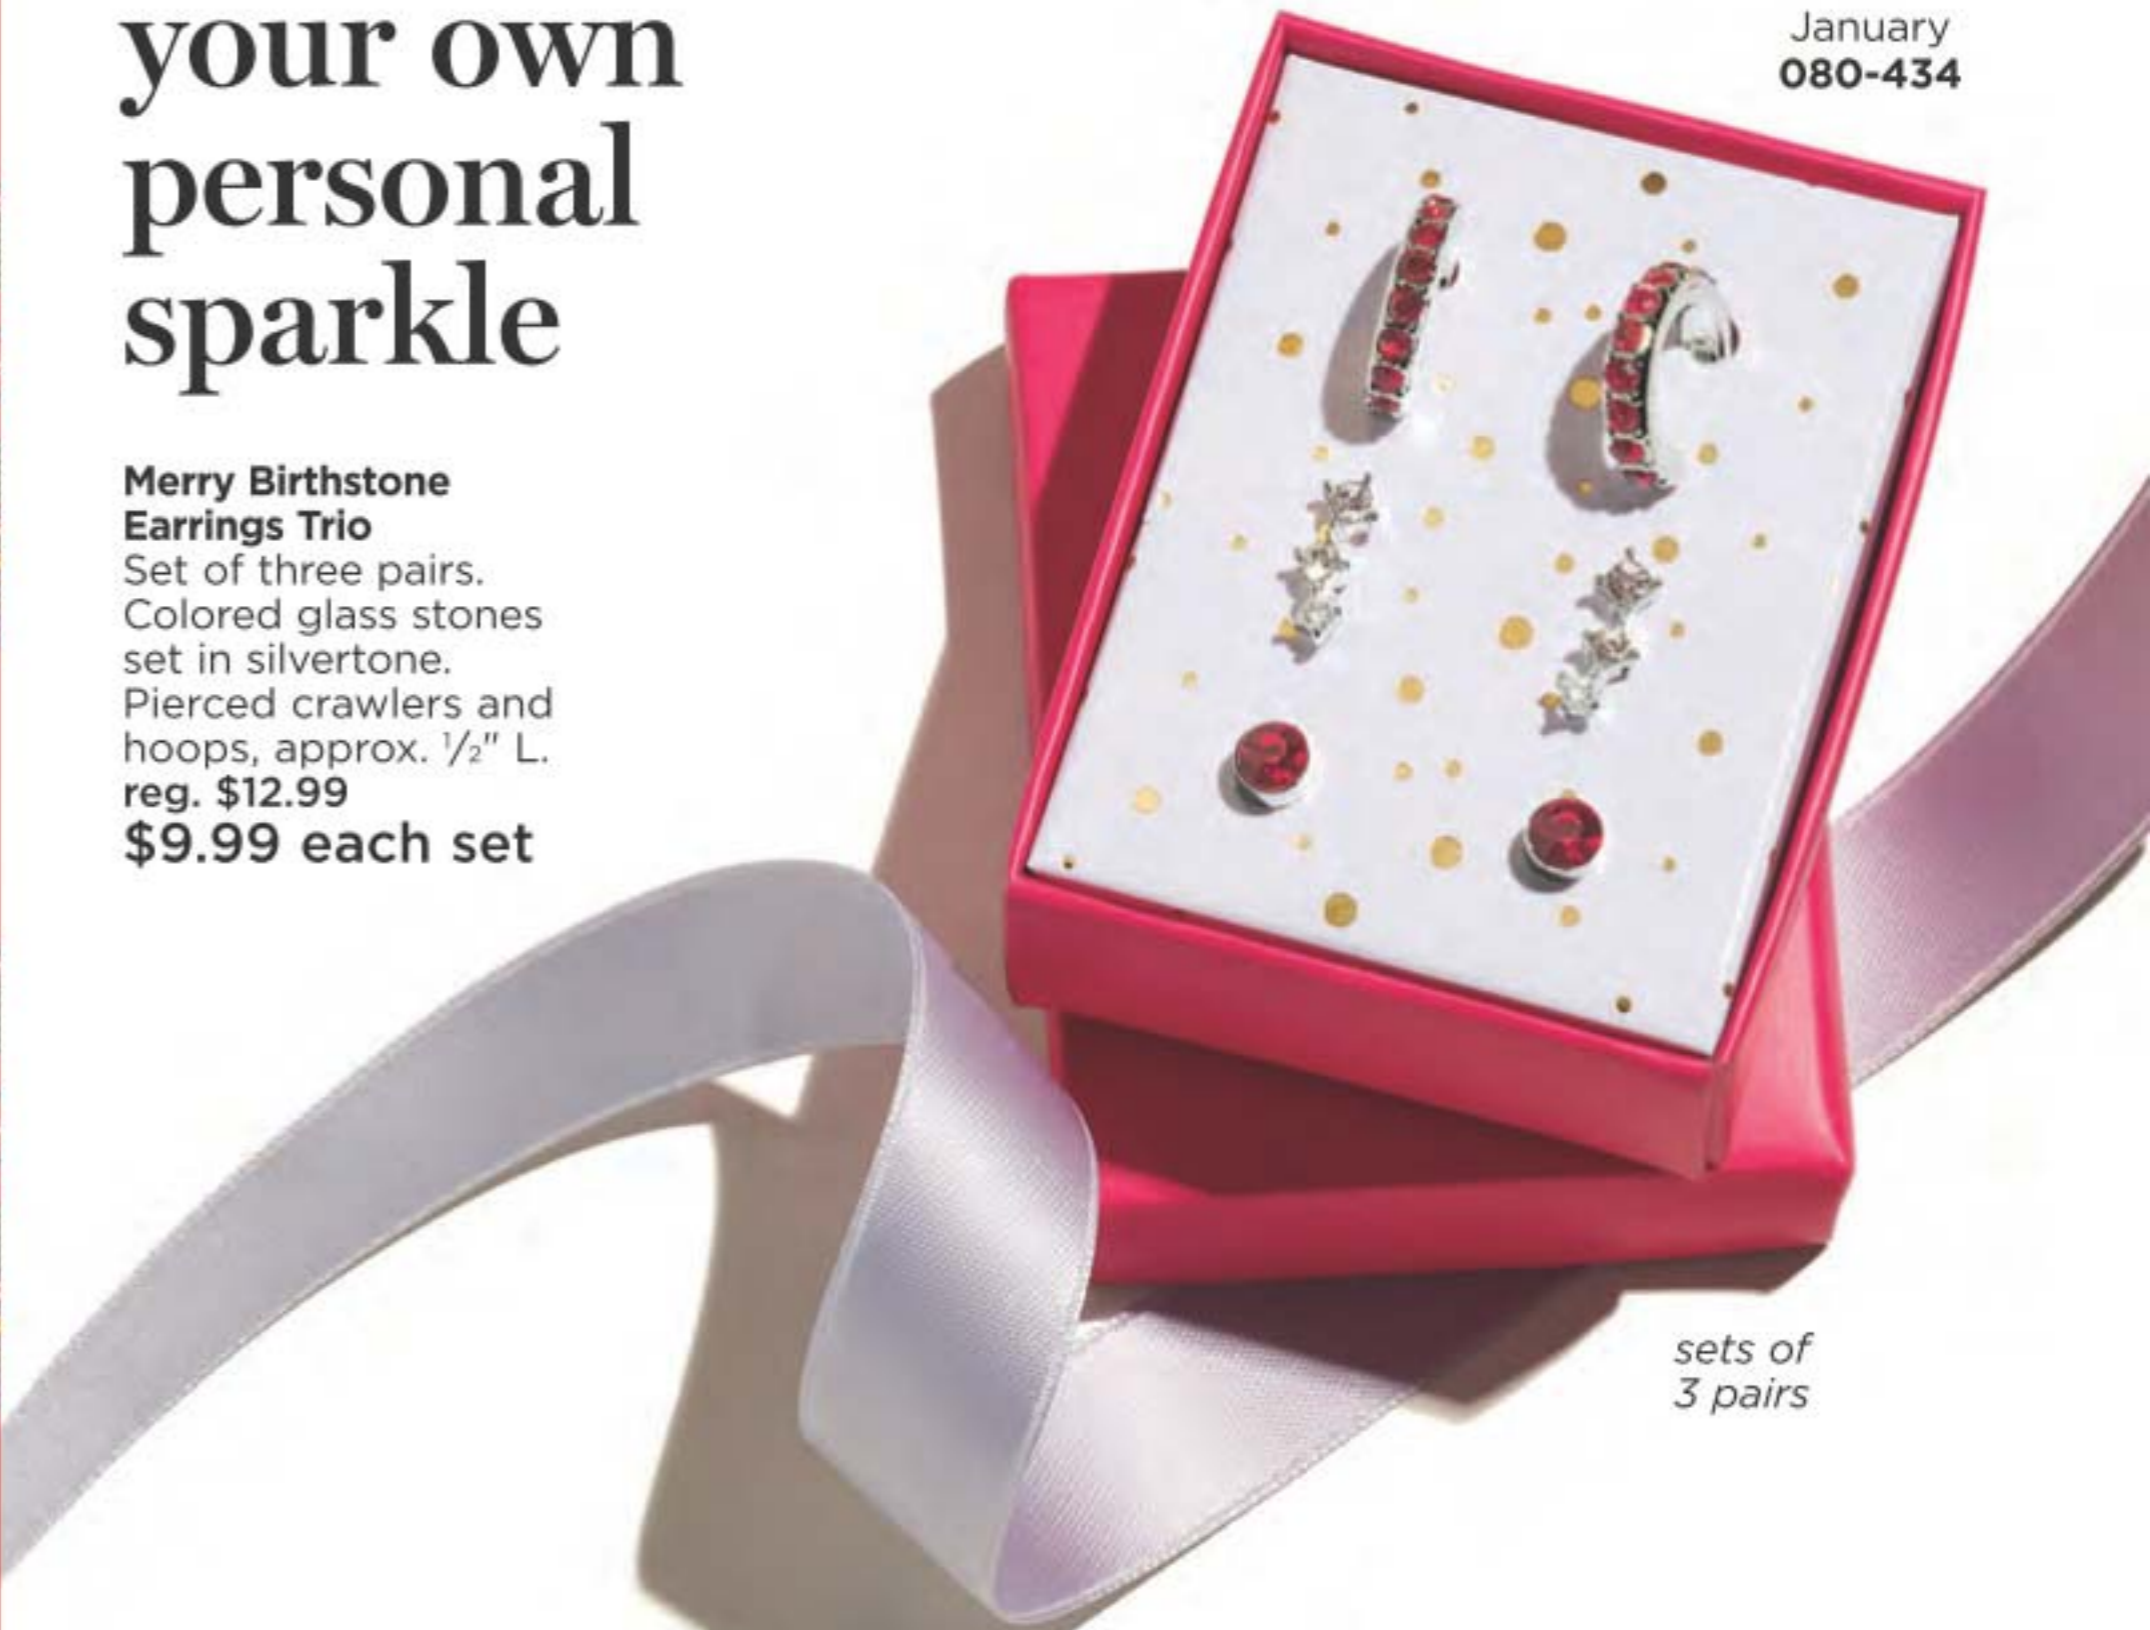 your own
personal
sparkle
Merry Birthstone
Earrings Trio
Set of three pairs.
Colored glass stones
set in silvertone.
Pierced crawlers and
hoops, approx. ½" L.
reg. $12.99
$9.99 each set
January
080-434
sets of
3 pairs